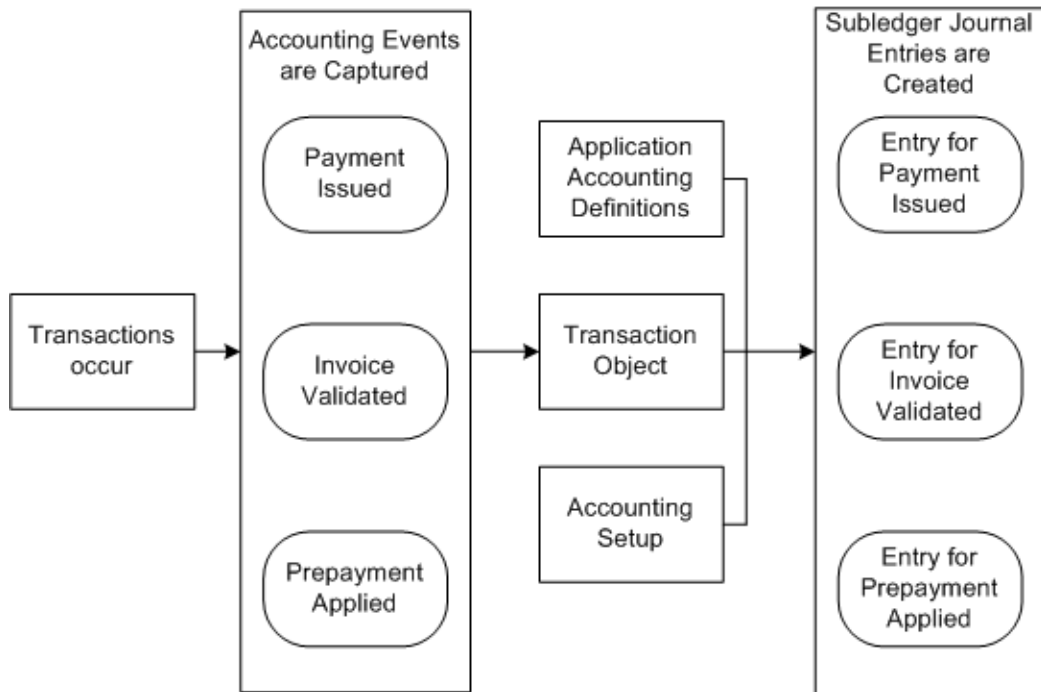 Transactions
occur
Accounting Events
are Captured
Payment
Issued
Invoice
Validated
Prepayment
Applied
Application
Accounting
Definitions
Transaction
Object
Accounting
Setup
Subledger Journal
Entries are
Created
Entry for
Payment
Issued
Entry for
Invoice
Validated
Entry for
Prepayment
Applied